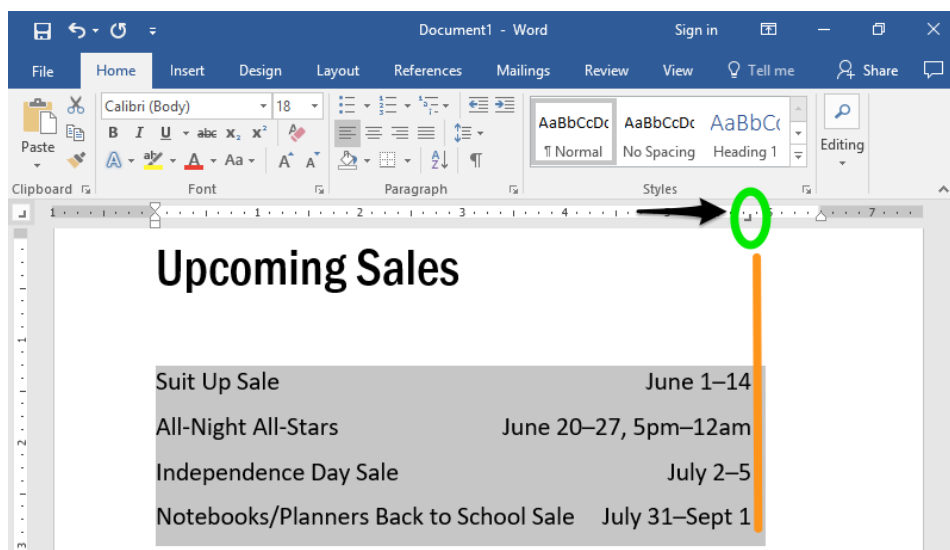 Document1 - Word Sign in
File Home Insert Design Layout References Mailings Review View Tell me Share
Calibri (Body) 18
AaBbCcDc AaBbCcDc AaBbCc
Paste B I U abc x₂ x² ¶ Normal No Spacing Heading 1 Editing
A aby A Aa A A A Z ¶
Clipboard Font Paragraph Styles
1 1 2 3 4 7
Upcoming Sales
Suit Up Sale June 1–14
All-Night All-Stars June 20–27, 5pm–12am
Independence Day Sale July 2–5
Notebooks/Planners Back to School Sale July 31–Sept 1